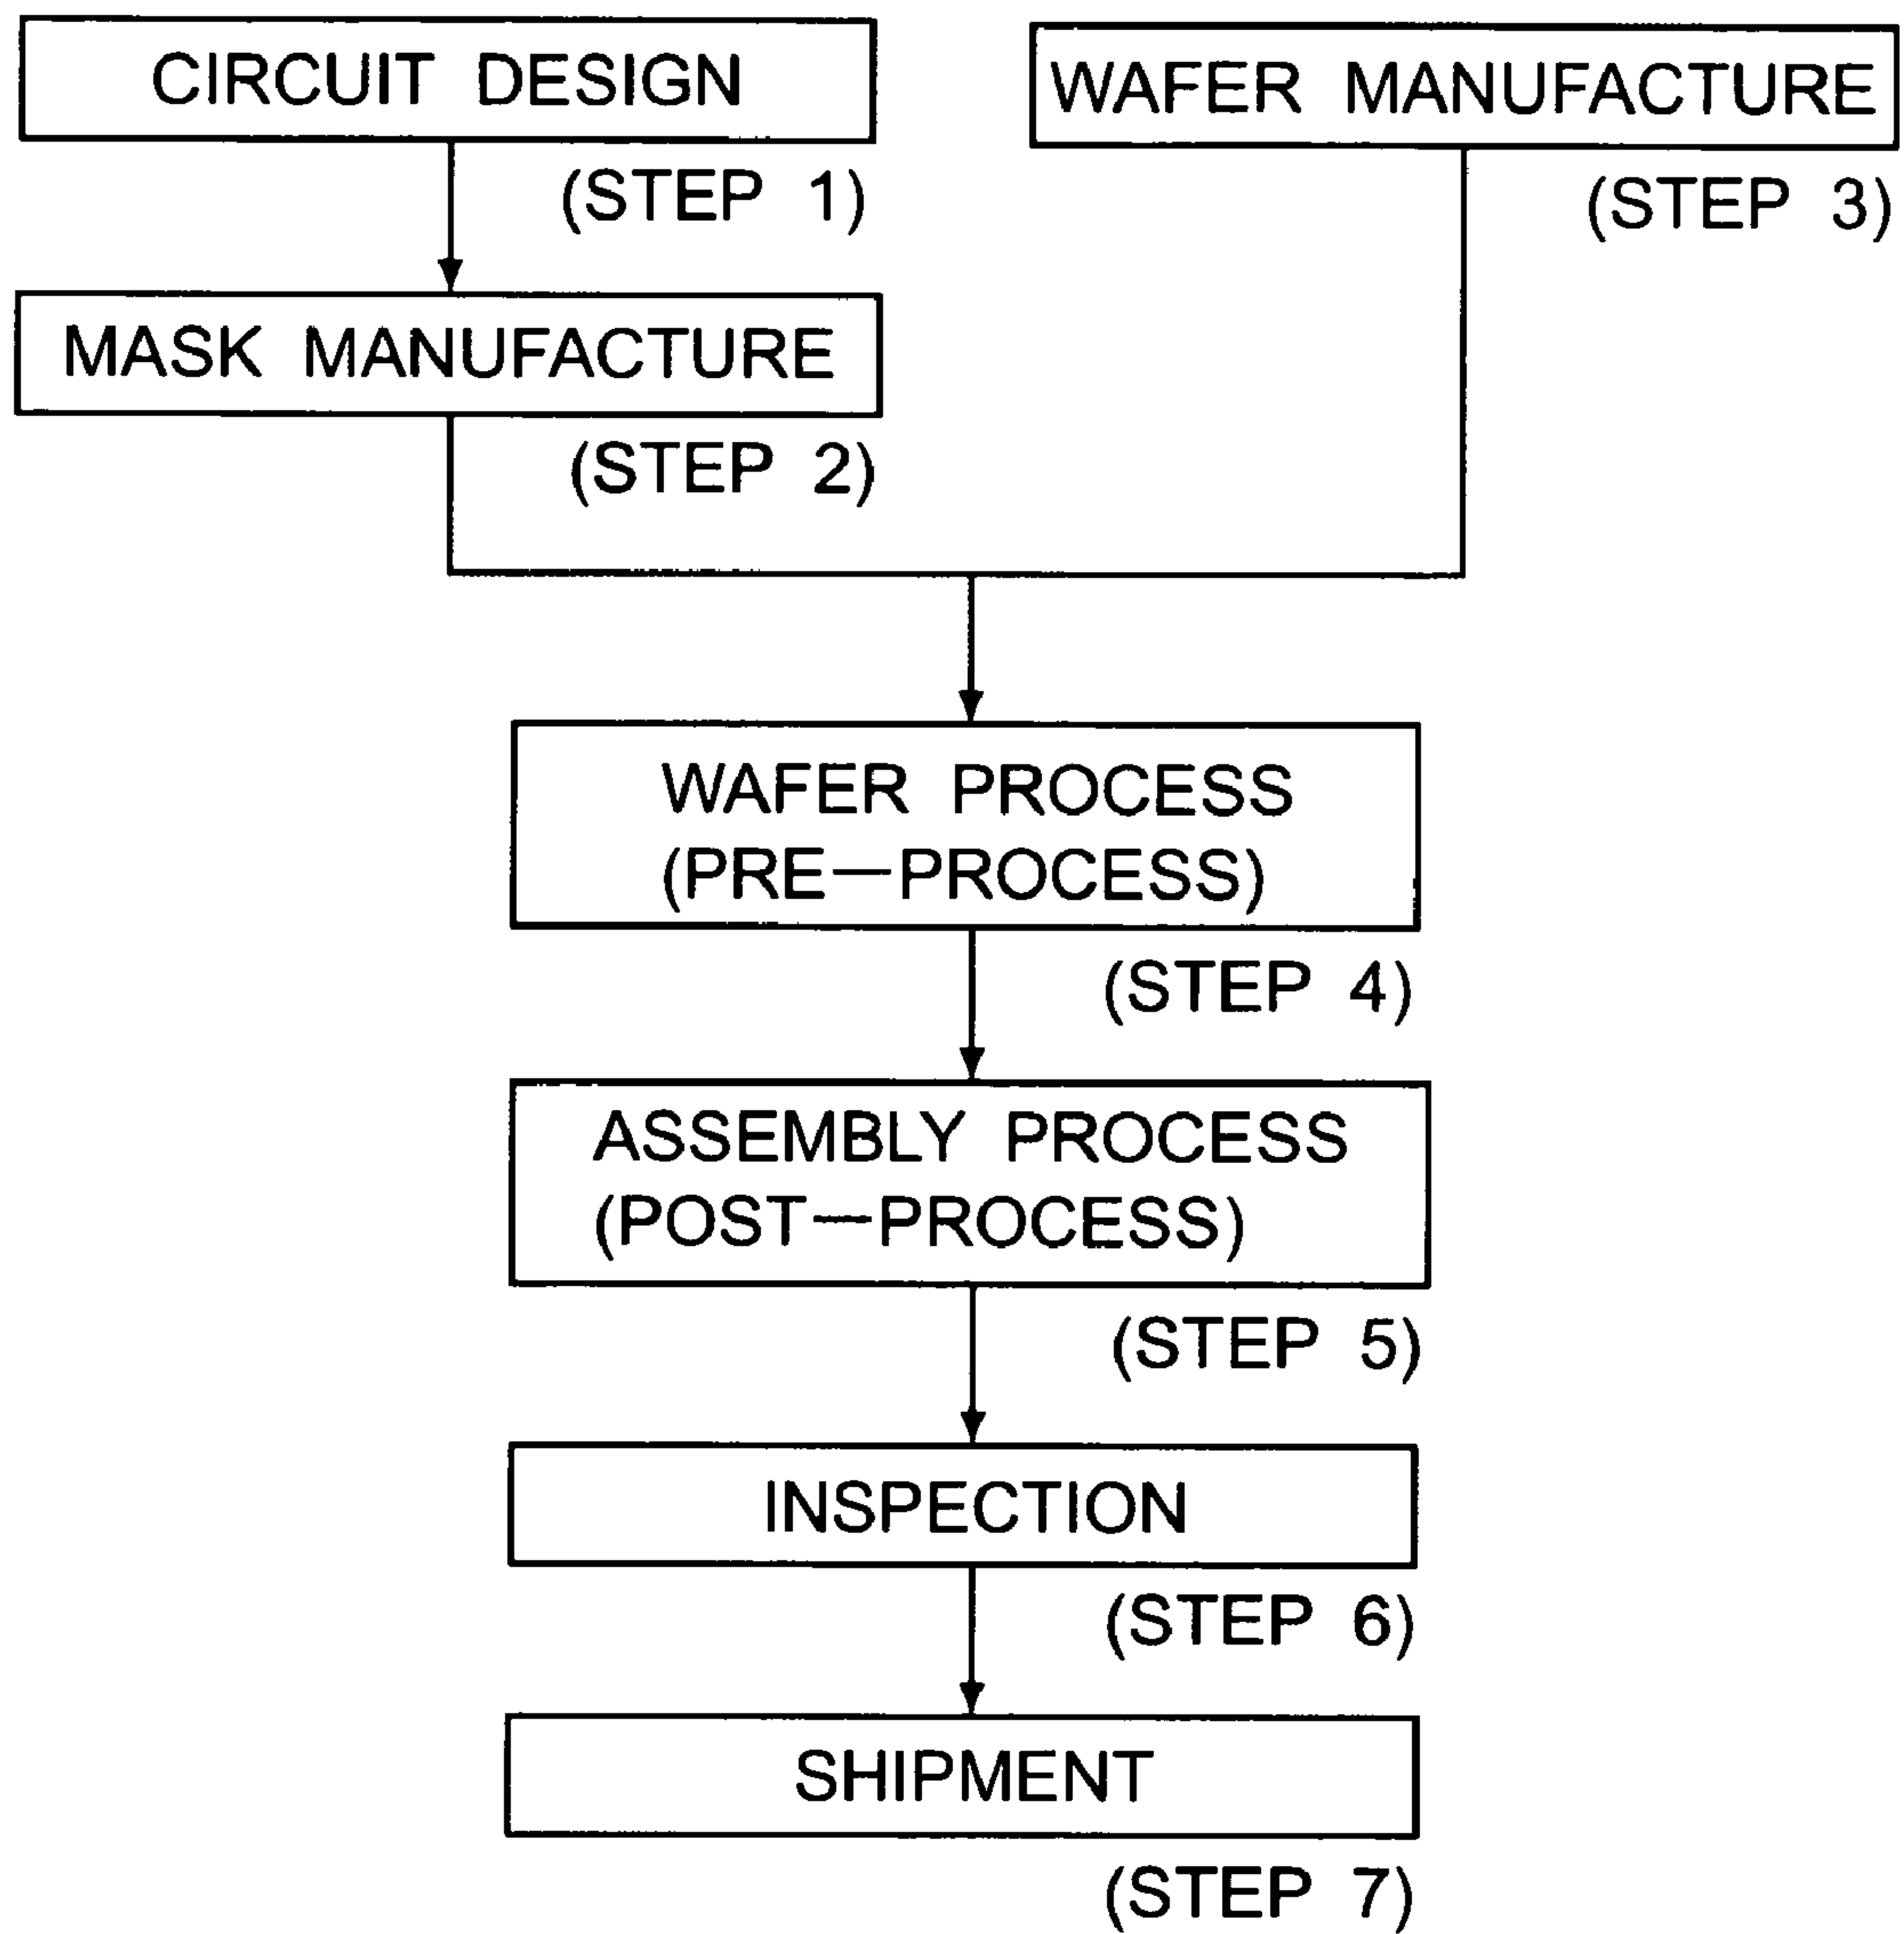 CIRCUIT DESIGN
(STEP 1)
MASK MANUFACTURE
(STEP 2)
WAFER MANUFACTURE
(STEP 3)
WAFER PROCESS
(PRE—PROCESS)
(STEP 4)
ASSEMBLY PROCESS
(POST—PROCESS)
(STEP 5)
INSPECTION
(STEP 6)
SHIPMENT
(STEP 7)